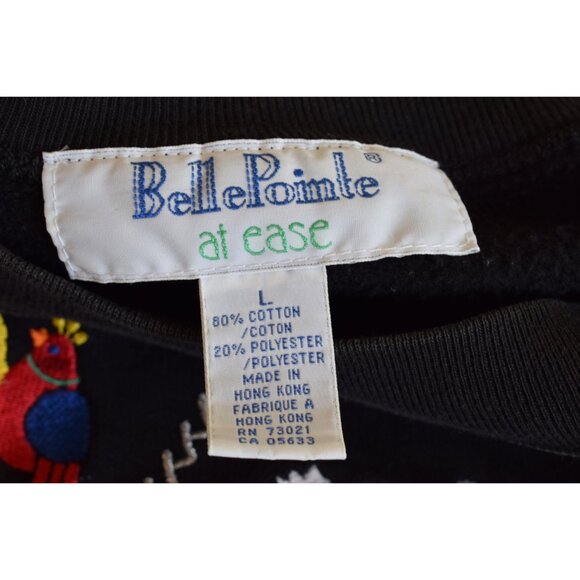 BellePointe®
at ease
L
80% COTTON
/COTON
20% POLYESTER
/POLYESTER
MADE IN
HONG KONG
FABRIQUE A
HONG KONG
RN 73021
CA 05633